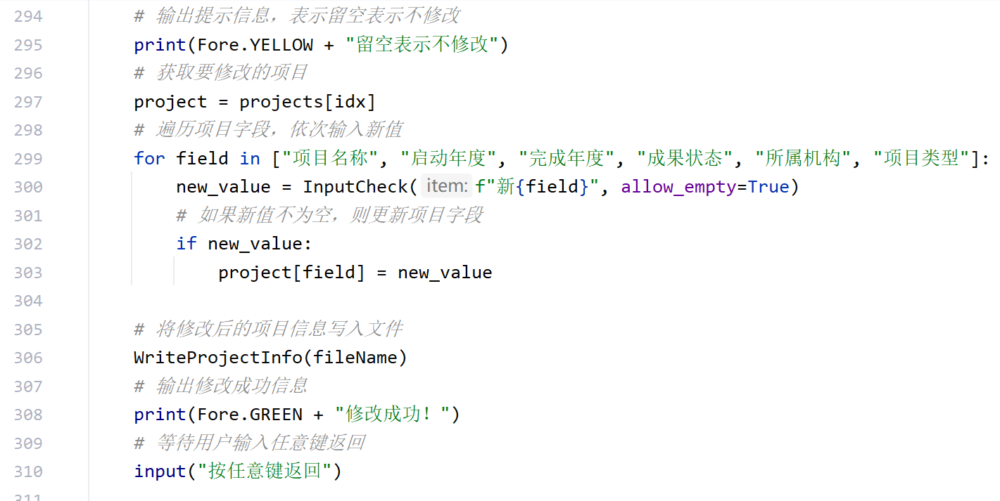 294 # 输出提示信息，表示留空表示不修改
295 print(Fore.YELLOW + "留空表示不修改")
296 # 获取要修改的项目
297 project = projects[idx]
298 # 遍历项目字段，依次输入新值
299 for field in ["项目名称", "启动年度", "完成年度", "成果状态", "所属机构", "项目类型"]:
300 new_value = InputCheck( item: f"新{field}", allow_empty=True)
301 # 如果新值不为空，则更新项目字段
302 if new_value:
303 project[field] = new_value
304
305 # 将修改后的项目信息写入文件
306 WriteProjectInfo(fileName)
307 # 输出修改成功信息
308 print(Fore.GREEN + "修改成功！")
309 # 等待用户输入任意键返回
310 input("按任意键返回")
311